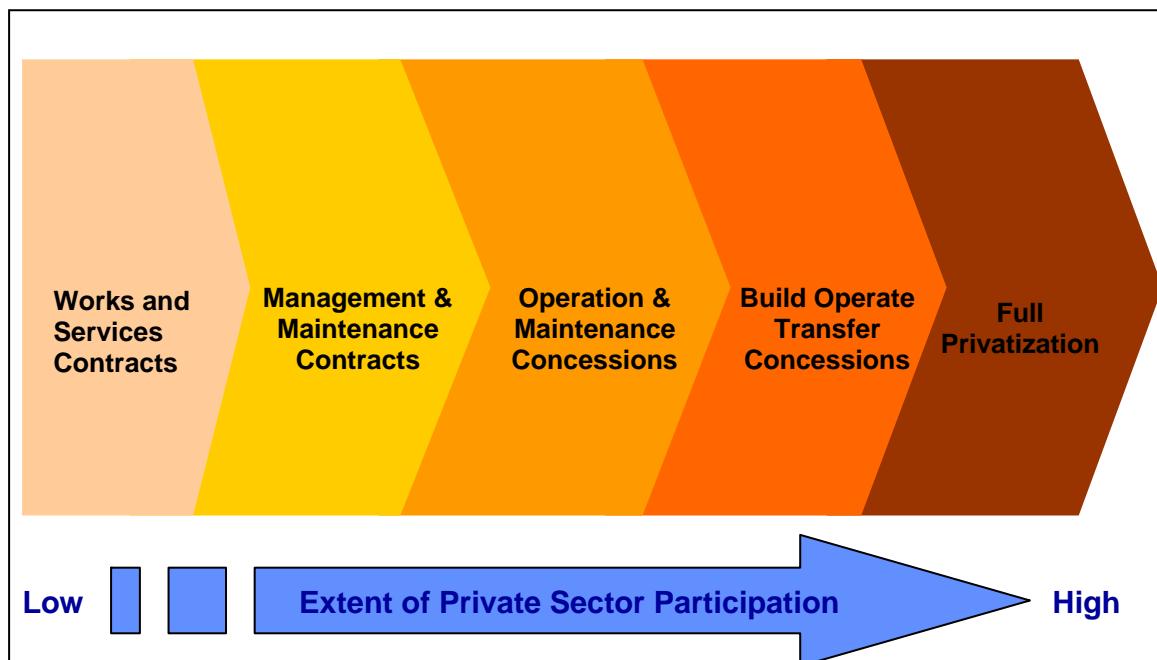 Works and
Services
Contracts
Management &
Maintenance
Contracts
Operation &
Maintenance
Concessions
Build Operate
Transfer
Concessions
Full
Privatization
Low
Extent of Private Sector Participation
High